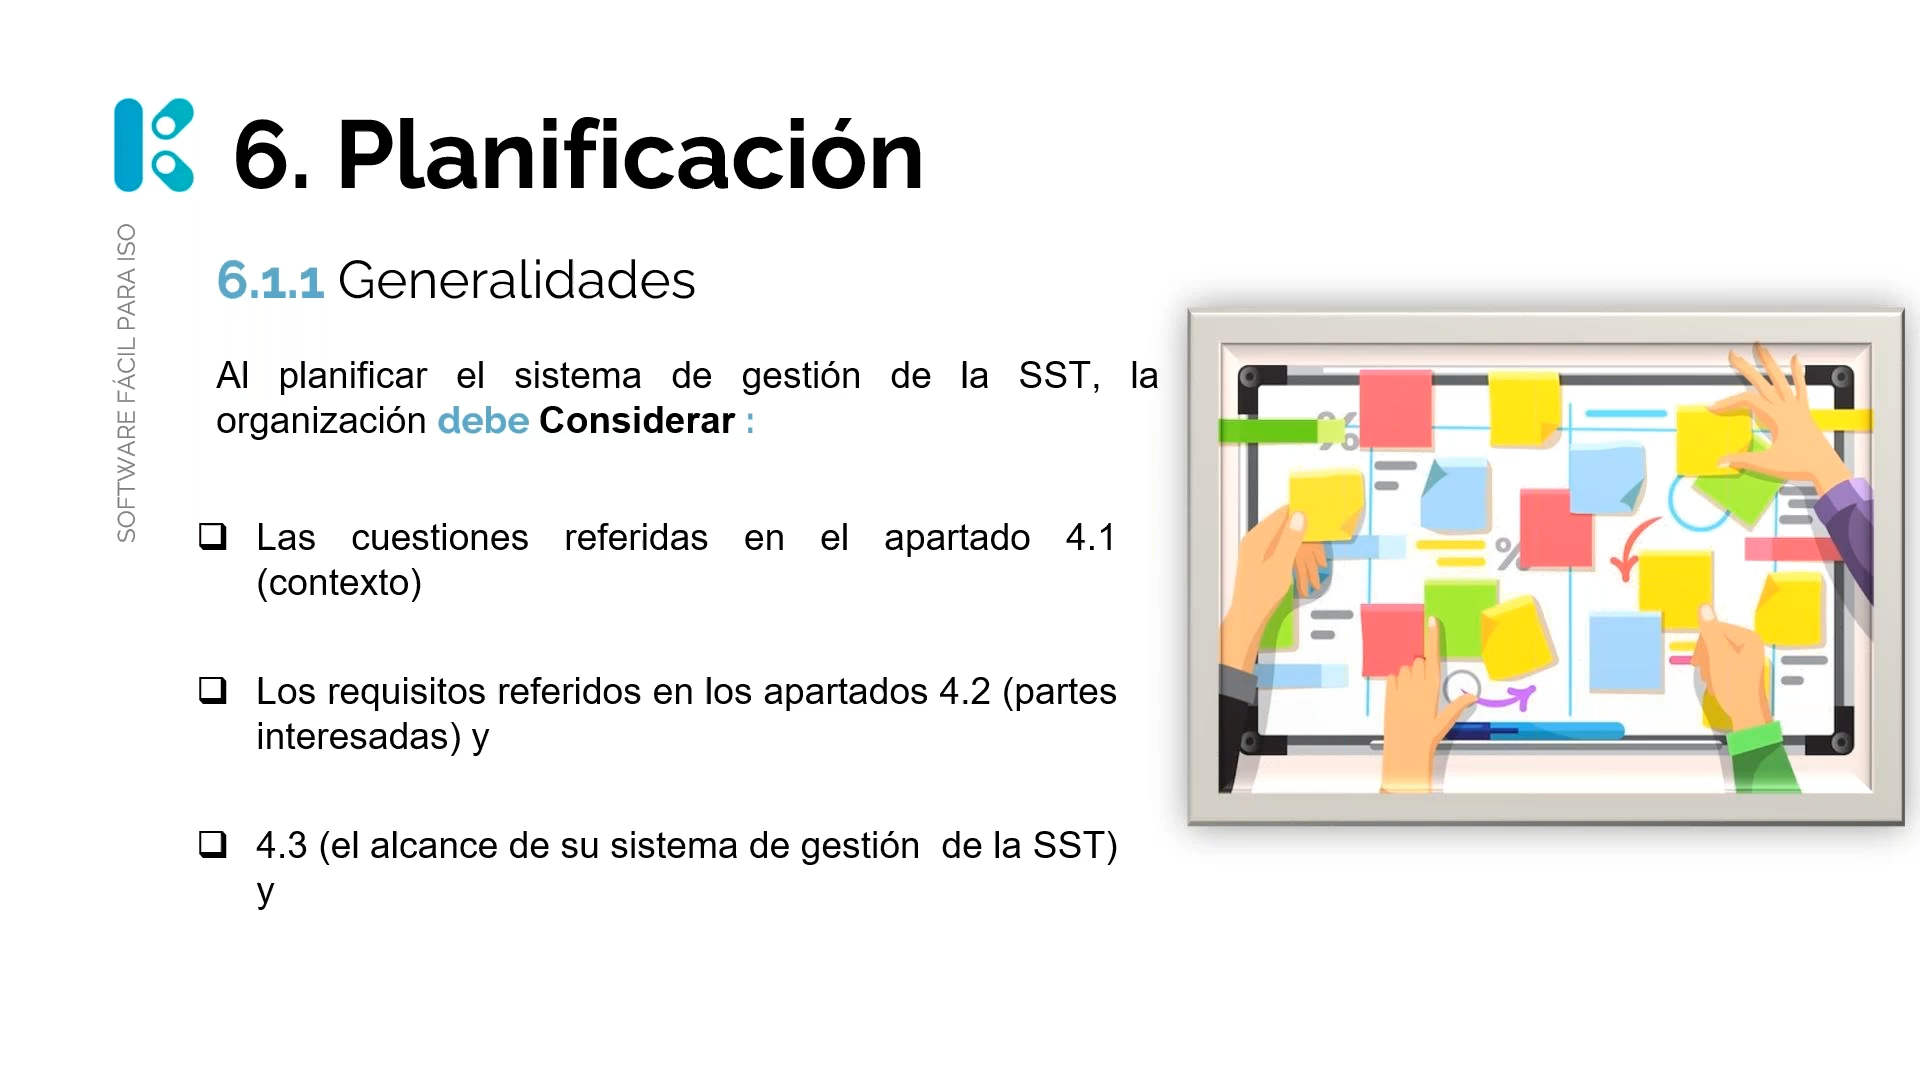 6. Planificación
SOFTWARE FÁCIL PARA ISO
6.1.1 Generalidades
Al planificar el sistema de gestión de la SST, la
organización debe Considerar :
❑ Las cuestiones referidas en el apartado 4.1
(contexto)
❑ Los requisitos referidos en los apartados 4.2 (partes
interesadas) y
❑ 4.3 (el alcance de su sistema de gestión  de la SST)
y
%
%